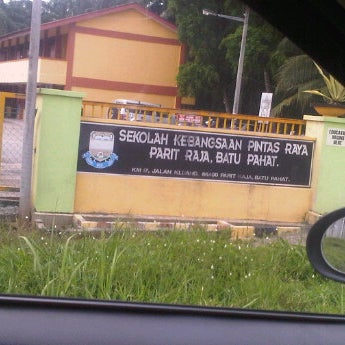 SEKOLAH KEBANGSAAN PINTAS RAYA
PARIT RAJA, BATU PAHAT.
KM 17, JALAN KLUANG, 86400 PARIT RAJA, BATU PAHAT.